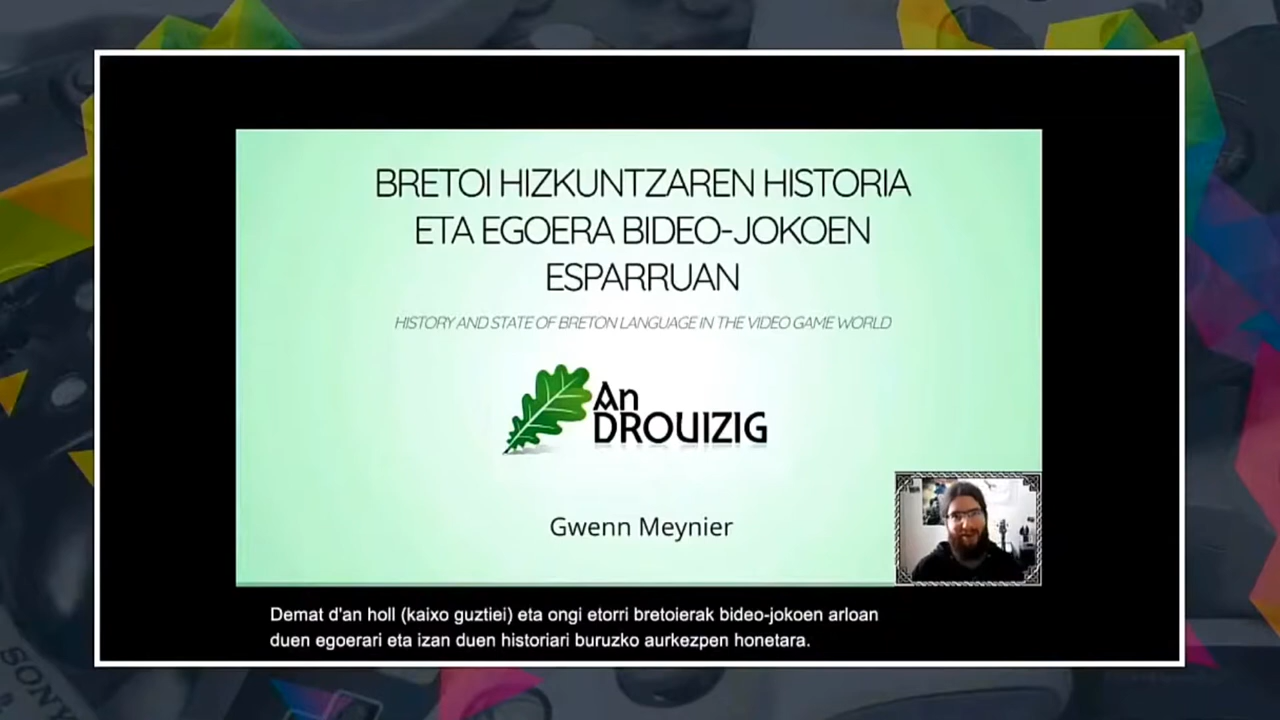 BRETOI HIZKUNTZAREN HISTORIA
ETA EGOERA BIDEO-JOKOEN
ESPARRUAN
HISTORY AND STATE OF BRETON LANGUAGE IN THE VIDEO GAME WORLD
An
DROUIZIG
Gwenn Meynier
Demat d'an holl (kaixo guztiei) eta ongi etorri bretoierak bideo-jokoen arloan
duen egoerari eta izan duen historiari buruzko aurkezpen honetara.
SONY